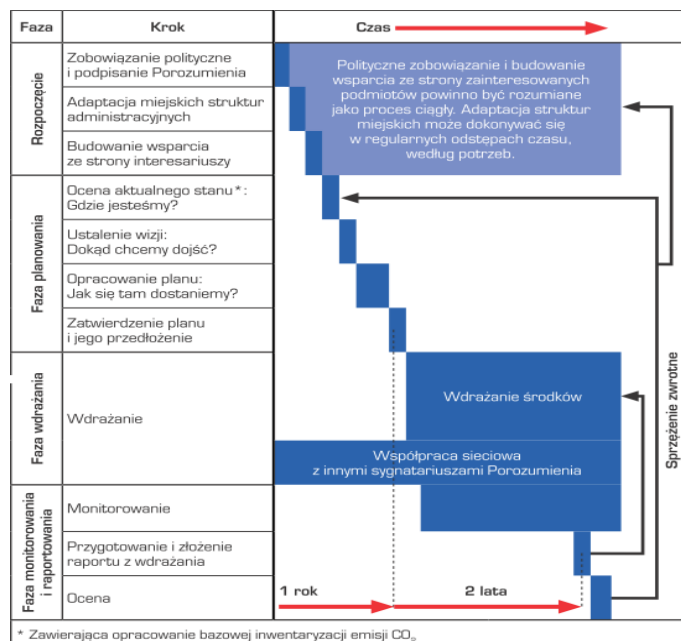 Faza
Krok
Czas
Rozpoczęcie
Zobowiązanie polityczne
i podpisanie Porozumienia
Adaptacja miejskich struktur
administracyjnych
Budowanie wsparcia
ze strony interesariuszy
Polityczne zobowiązanie i budowanie
wsparcia ze strony zainteresowanych
podmiotów powinno być rozumiane
jako proces ciągły. Adaptacja struktur
miejskich może dokonywać się
w regularnych odstępach czasu,
według potrzeb.
Faza planowania
Ocena aktualnego stanu*:
Gdzie jesteśmy?
Ustalenie wizji:
Dokąd chcemy dojść?
Opracowanie planu:
Jak się tam dostaniemy?
Zatwierdzenie planu
i jego przedłożenie
Faza wdrażania
Wdrażanie
Wdrażanie środków
Współpraca sieciowa
z innymi sygnatariuszami Porozumienia
Sprzężenie zwrotne
Faza monitorowania
i raportowania
Monitorowanie
Przygotowanie i złożenie
raportu z wdrażania
Ocena
1 rok
2 lata
* Zawierająca opracowanie bazowej inwentaryzacji emisji CO₂